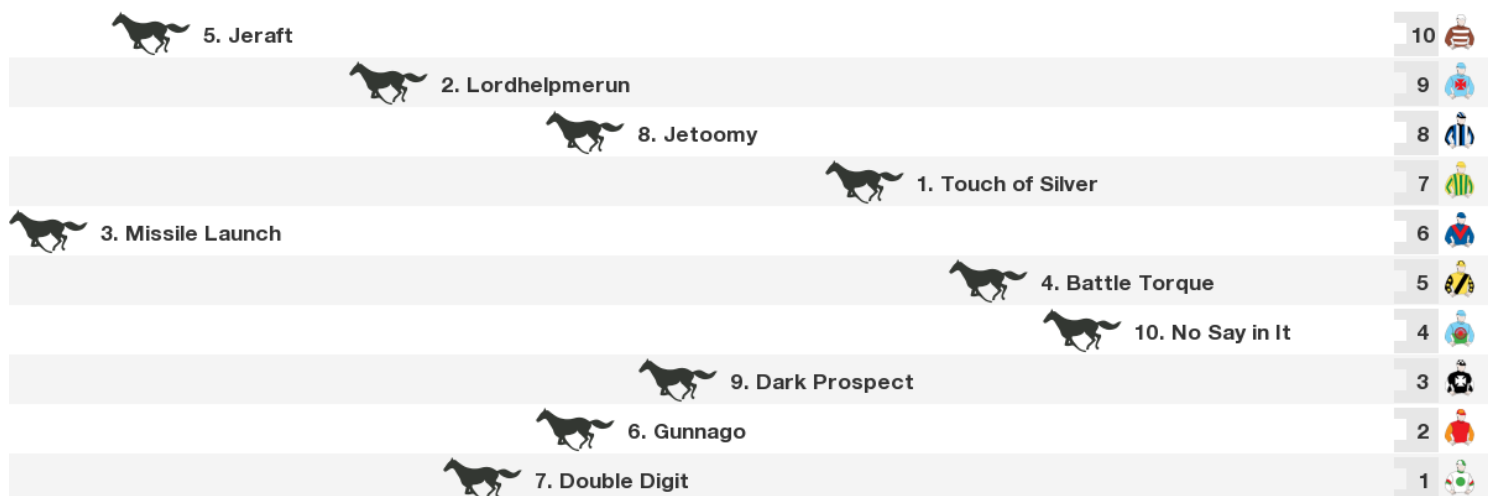 5. Jeraft 10
2. Lordhelpmerun 9
8. Jetoomy 8
1. Touch of Silver 7
3. Missile Launch 6
4. Battle Torque 5
10. No Say in It 4
9. Dark Prospect 3
6. Gunnago 2
7. Double Digit 1